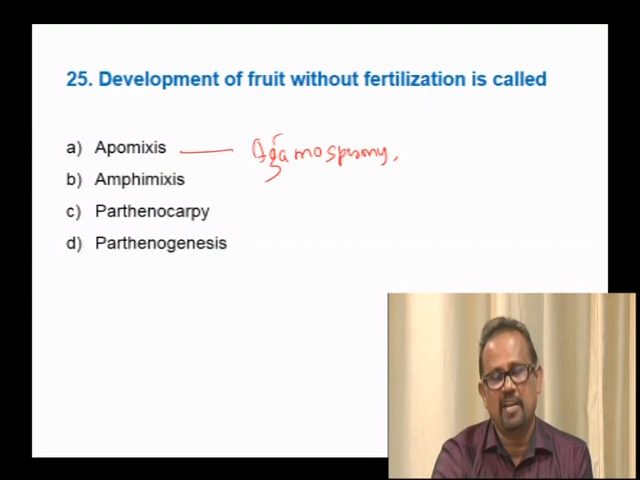 25. Development of fruit without fertilization is called
a) Apomixis — Agamospermy,
b) Amphimixis
c) Parthenocarpy
d) Parthenogenesis